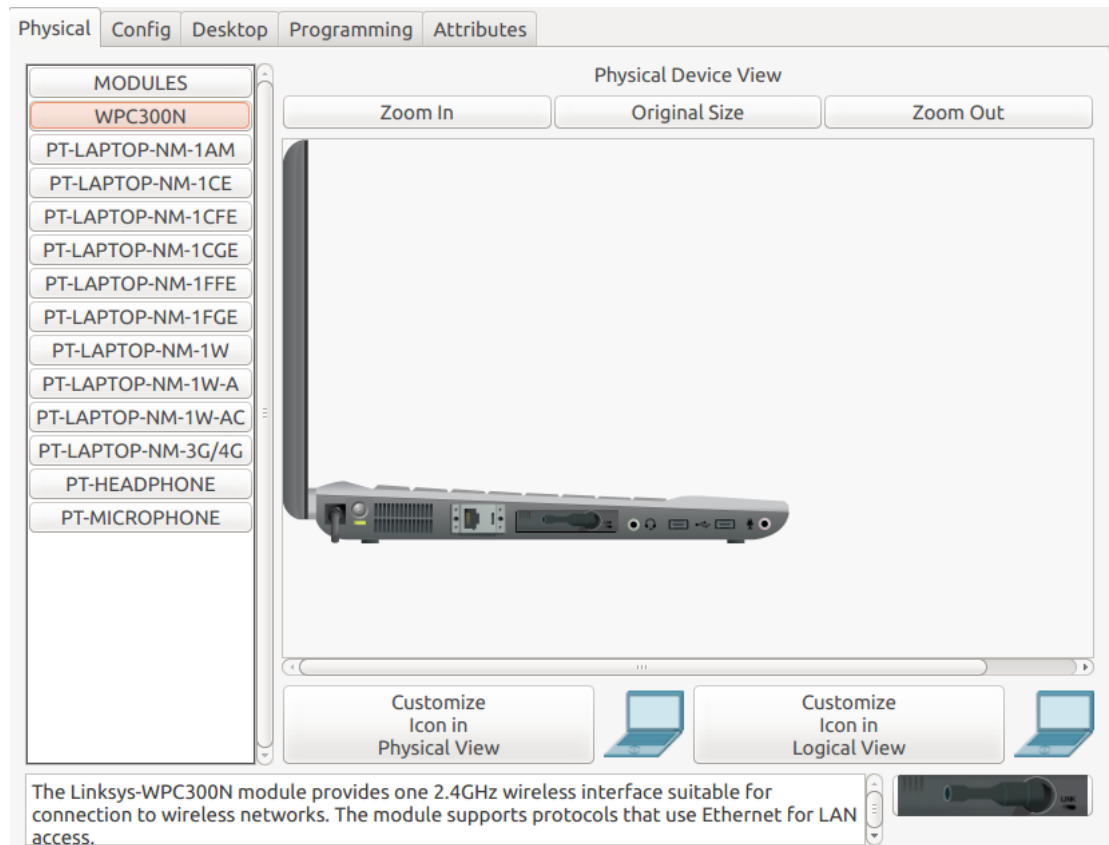 Physical Config Desktop Programming Attributes
MODULES
WPC300N
PT-LAPTOP-NM-1AM
PT-LAPTOP-NM-1CE
PT-LAPTOP-NM-1CFE
PT-LAPTOP-NM-1CGE
PT-LAPTOP-NM-1FFE
PT-LAPTOP-NM-1FGE
PT-LAPTOP-NM-1W
PT-LAPTOP-NM-1W-A
PT-LAPTOP-NM-1W-AC
PT-LAPTOP-NM-3G/4G
PT-HEADPHONE
PT-MICROPHONE
Physical Device View
Zoom In Original Size Zoom Out
Customize
Icon in
Physical View
Customize
Icon in
Logical View
The Linksys-WPC300N module provides one 2.4GHz wireless interface suitable for
connection to wireless networks. The module supports protocols that use Ethernet for LAN
access.
LINK